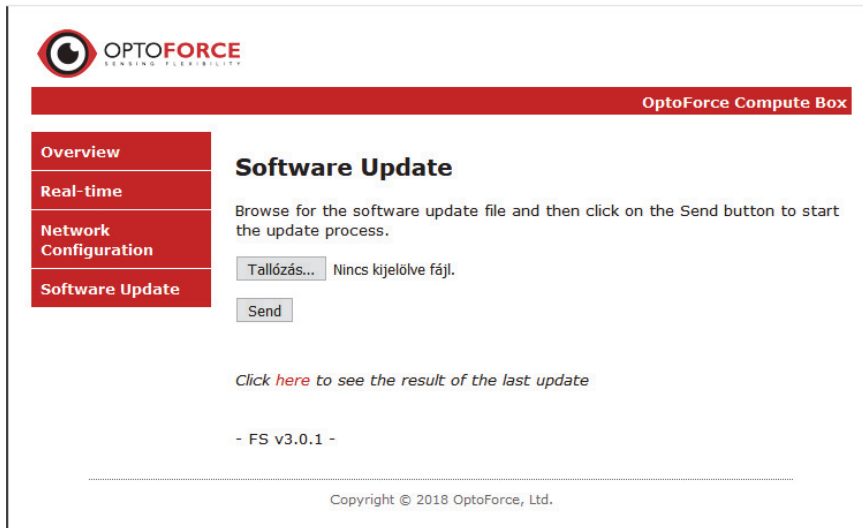 OPTOFORCE
SENSING FLEXIBILITY
OptoForce Compute Box
Overview
Real-time
Network
Configuration
Software Update
Software Update
Browse for the software update file and then click on the Send button to start
the update process.
Tallózás... Nincs kijelölve fájl.
Send
Click here to see the result of the last update
- FS v3.0.1 -
Copyright © 2018 OptoForce, Ltd.